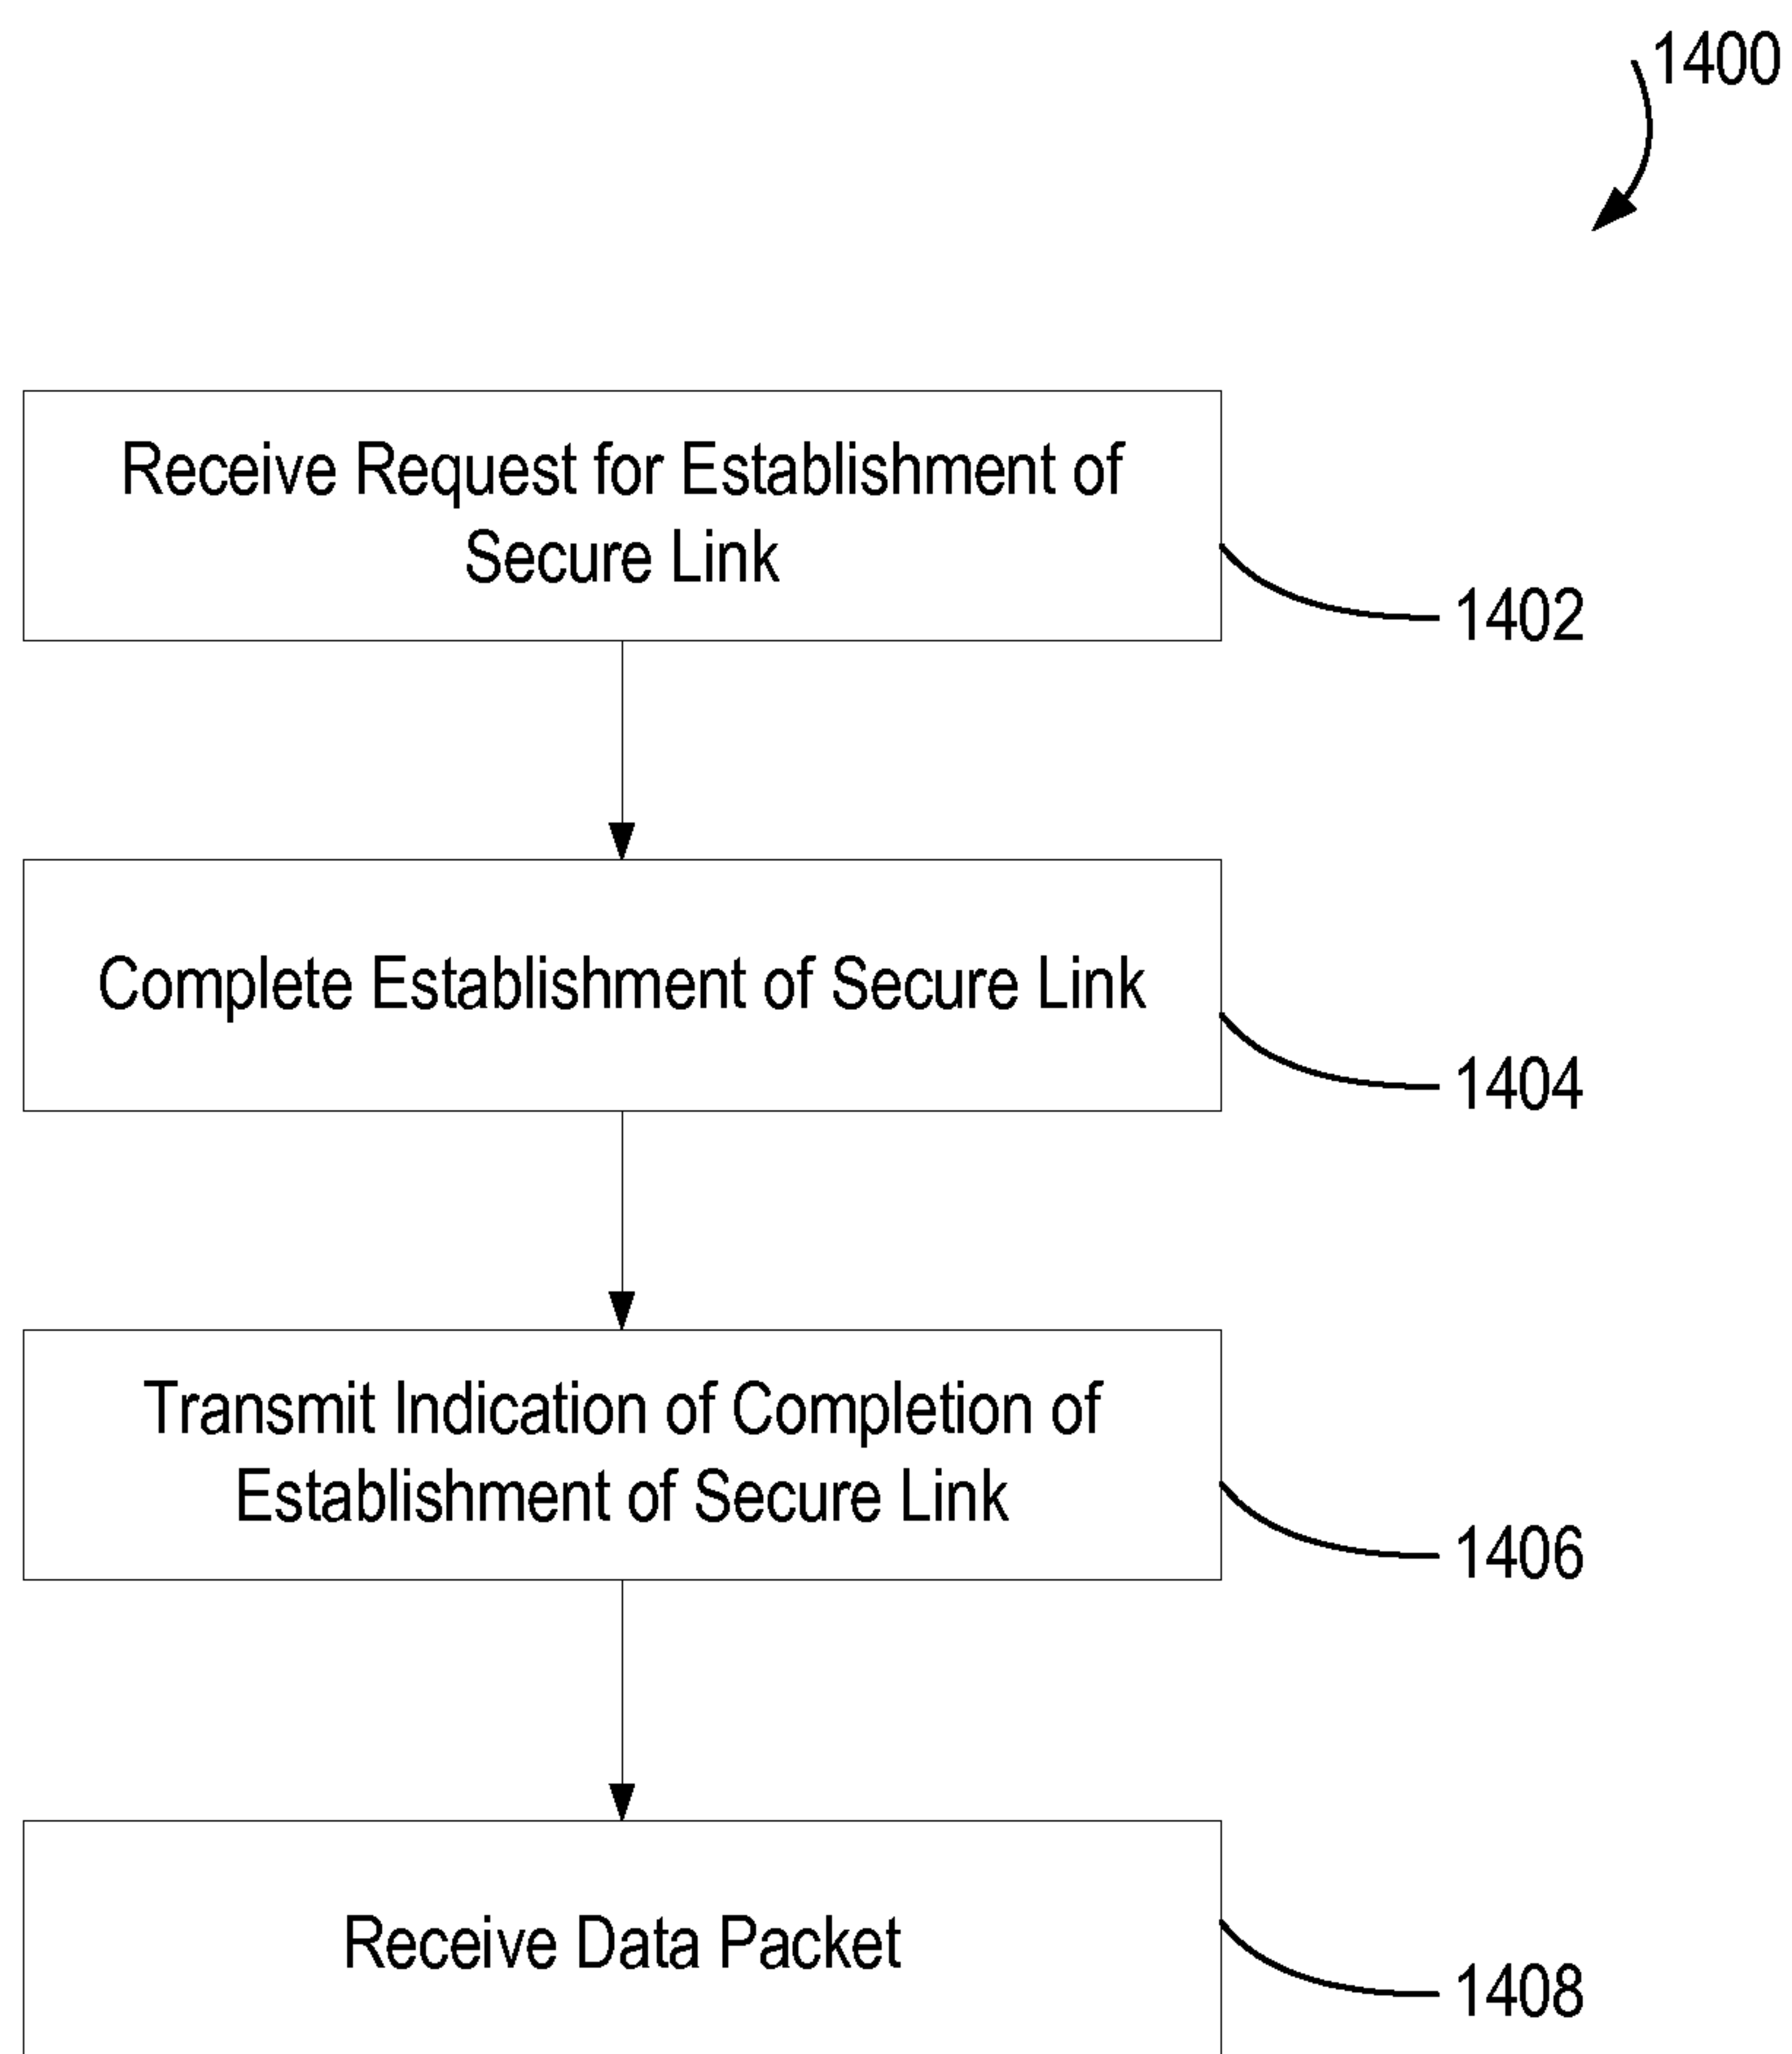 1400
Receive Request for Establishment of
Secure Link
1402
Complete Establishment of Secure Link
1404
Transmit Indication of Completion of
Establishment of Secure Link
1406
Receive Data Packet
1408